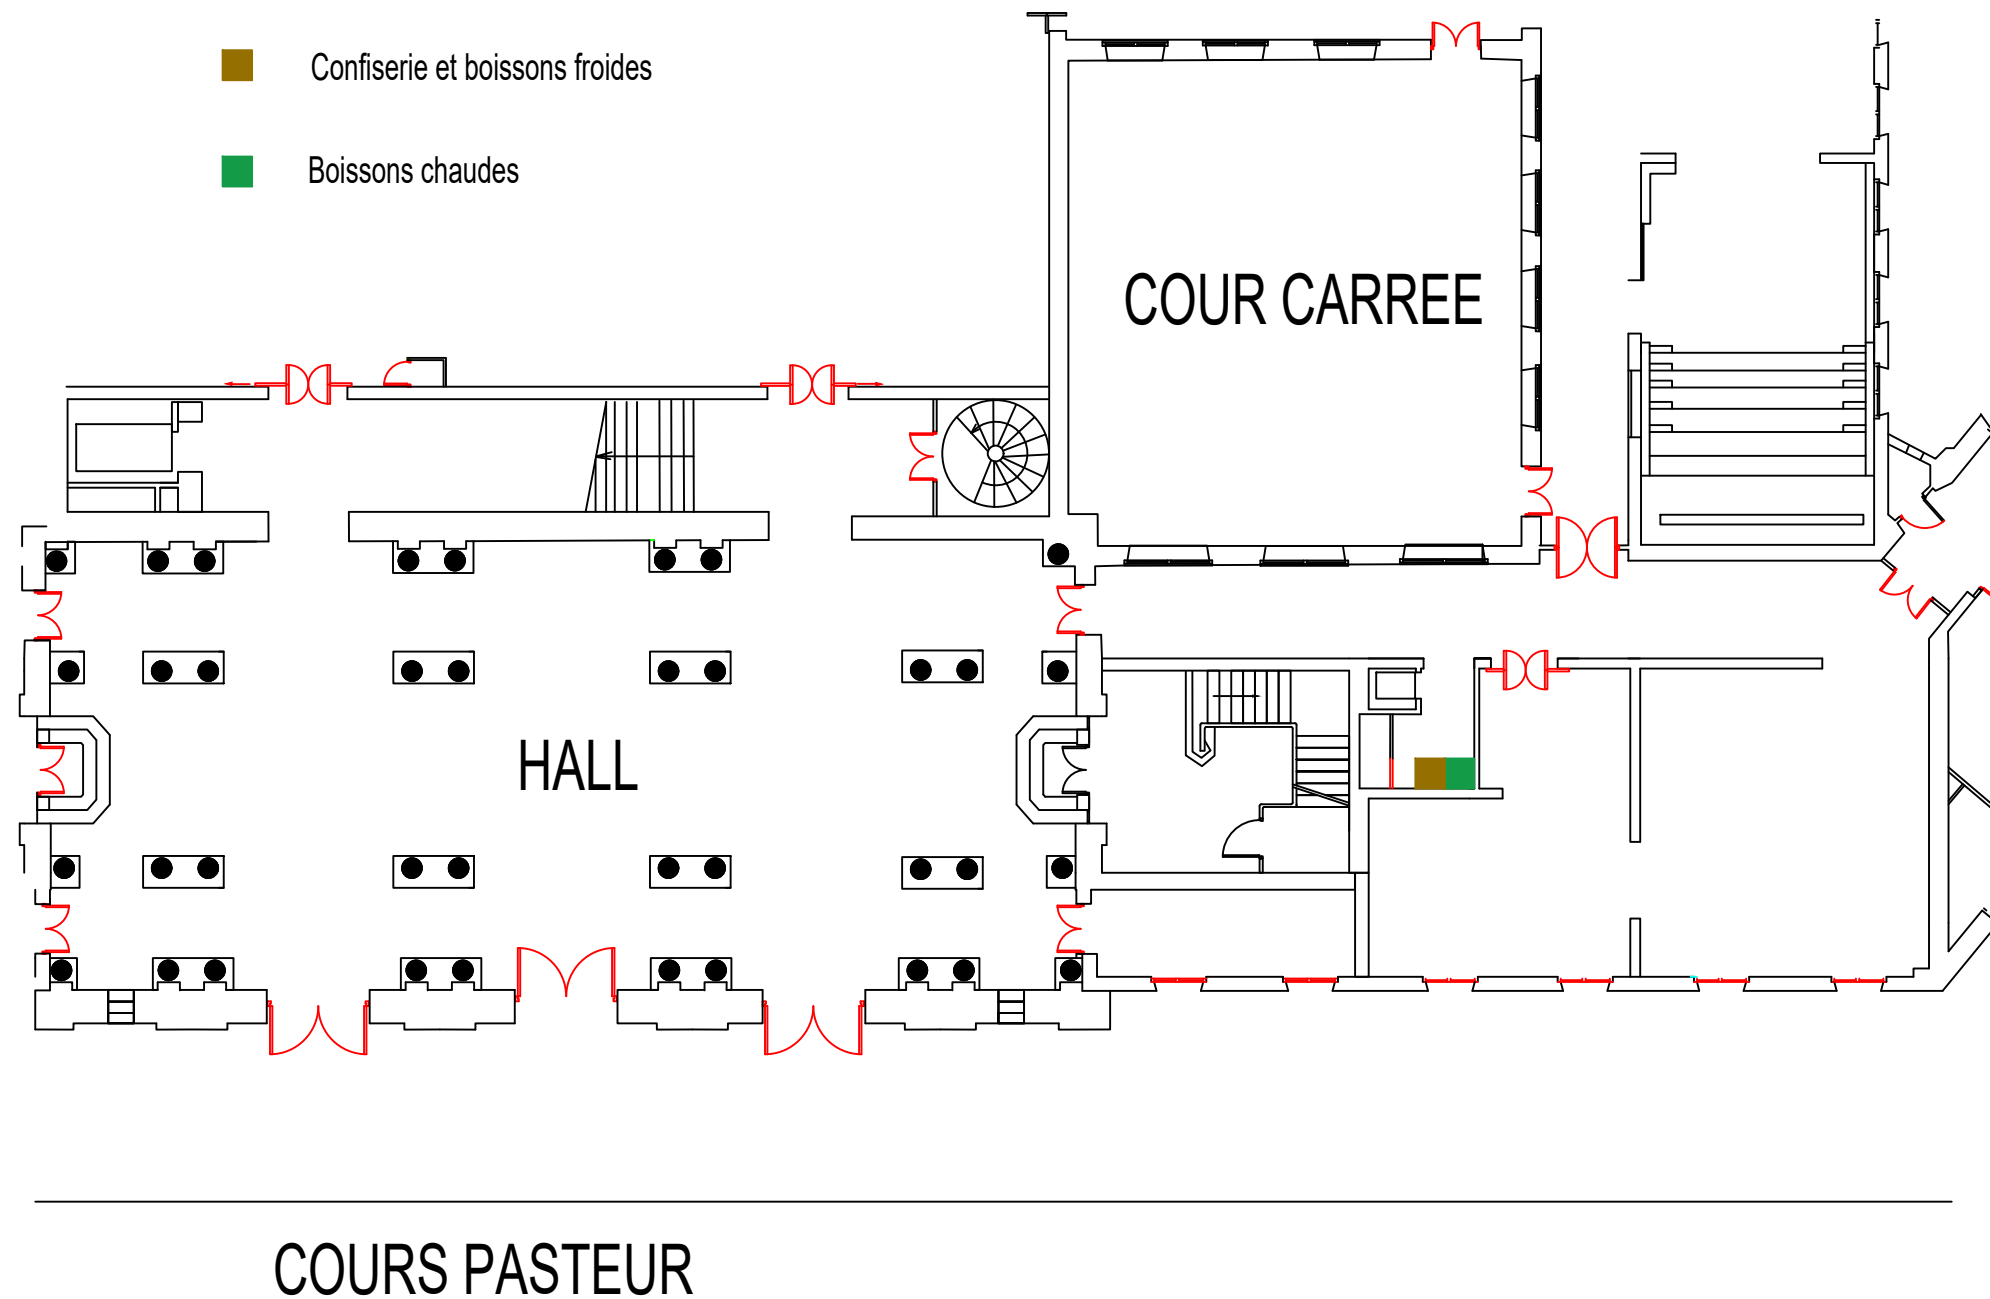 Confiserie et boissons froides
Boissons chaudes
COUR CARREE
HALL
COURS PASTEUR